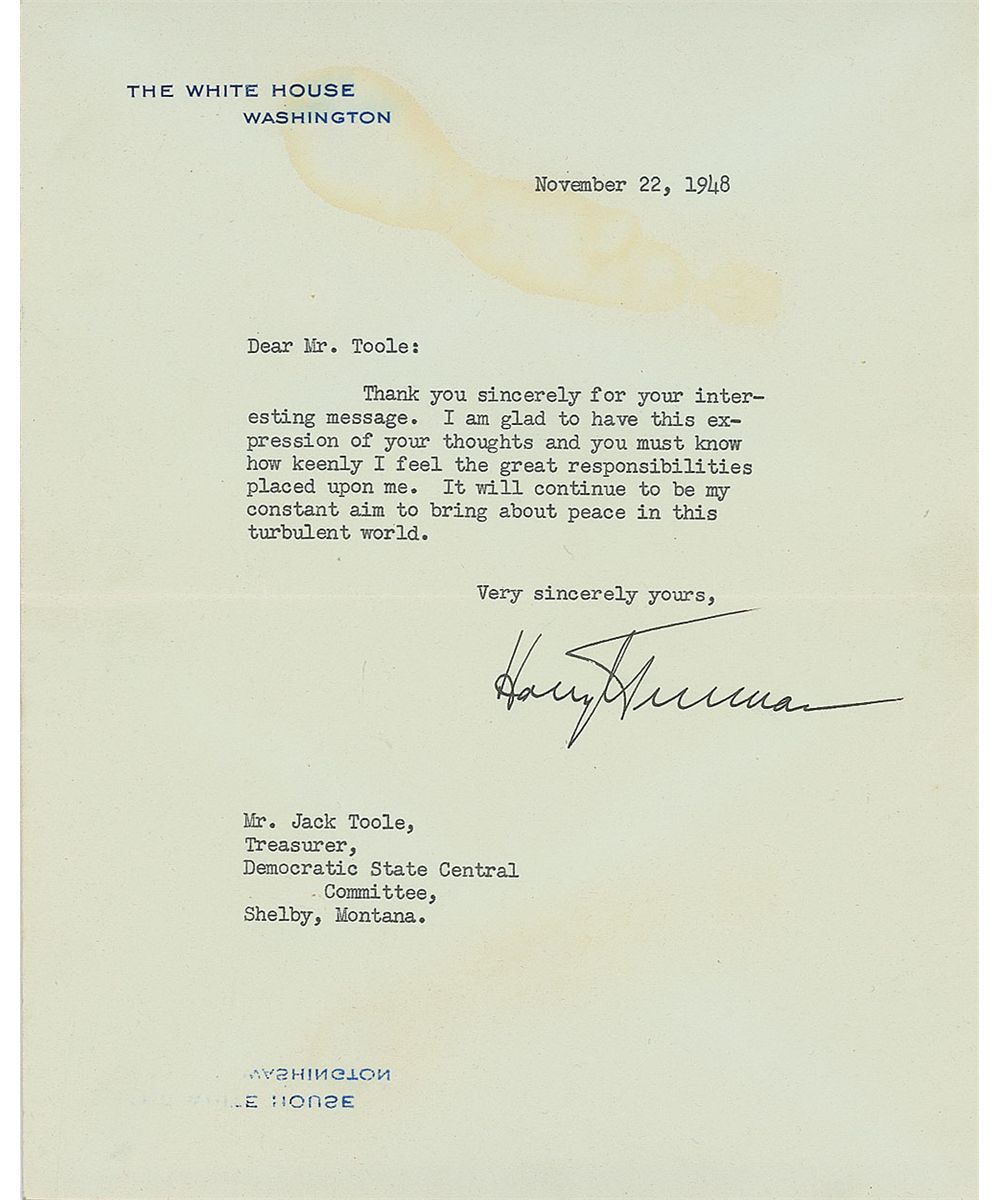 THE WHITE HOUSE
WASHINGTON
November 22, 1948
Dear Mr. Toole:
Thank you sincerely for your inter-
esting message. I am glad to have this ex-
pression of your thoughts and you must know
how keenly I feel the great responsibilities
placed upon me. It will continue to be my
constant aim to bring about peace in this
turbulent world.
Very sincerely yours,
Harry Truman
Mr. Jack Toole,
Treasurer,
Democratic State Central
Committee,
Shelby, Montana.
WASHINGTON
E HOUSE